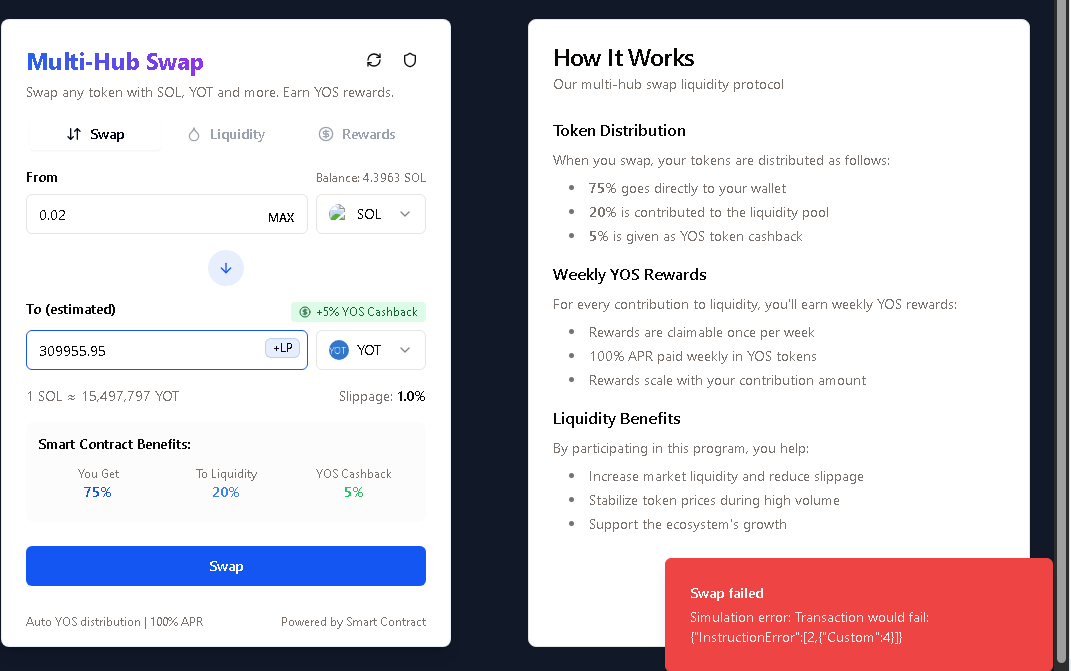 Multi-Hub Swap
Swap any token with SOL, YOT and more. Earn YOS rewards.
Swap
Liquidity
Rewards
From
Balance: 4.3963 SOL
0.02
MAX
SOL
To (estimated)
+5% YOS Cashback
309955.95
+LP
YOT
YOT
1 SOL ≈ 15,497,797 YOT
Slippage: 1.0%
Smart Contract Benefits:
You Get
To Liquidity
YOS Cashback
75%
20%
5%
Swap
Auto YOS distribution | 100% APR
Powered by Smart Contract
How It Works
Our multi-hub swap liquidity protocol
Token Distribution
When you swap, your tokens are distributed as follows:
• 75% goes directly to your wallet
• 20% is contributed to the liquidity pool
• 5% is given as YOS token cashback
Weekly YOS Rewards
For every contribution to liquidity, you'll earn weekly YOS rewards:
• Rewards are claimable once per week
• 100% APR paid weekly in YOS tokens
• Rewards scale with your contribution amount
Liquidity Benefits
By participating in this program, you help:
• Increase market liquidity and reduce slippage
• Stabilize token prices during high volume
• Support the ecosystem's growth
Swap failed
Simulation error: Transaction would fail:
{"InstructionError":[2,{"Custom":4}]}